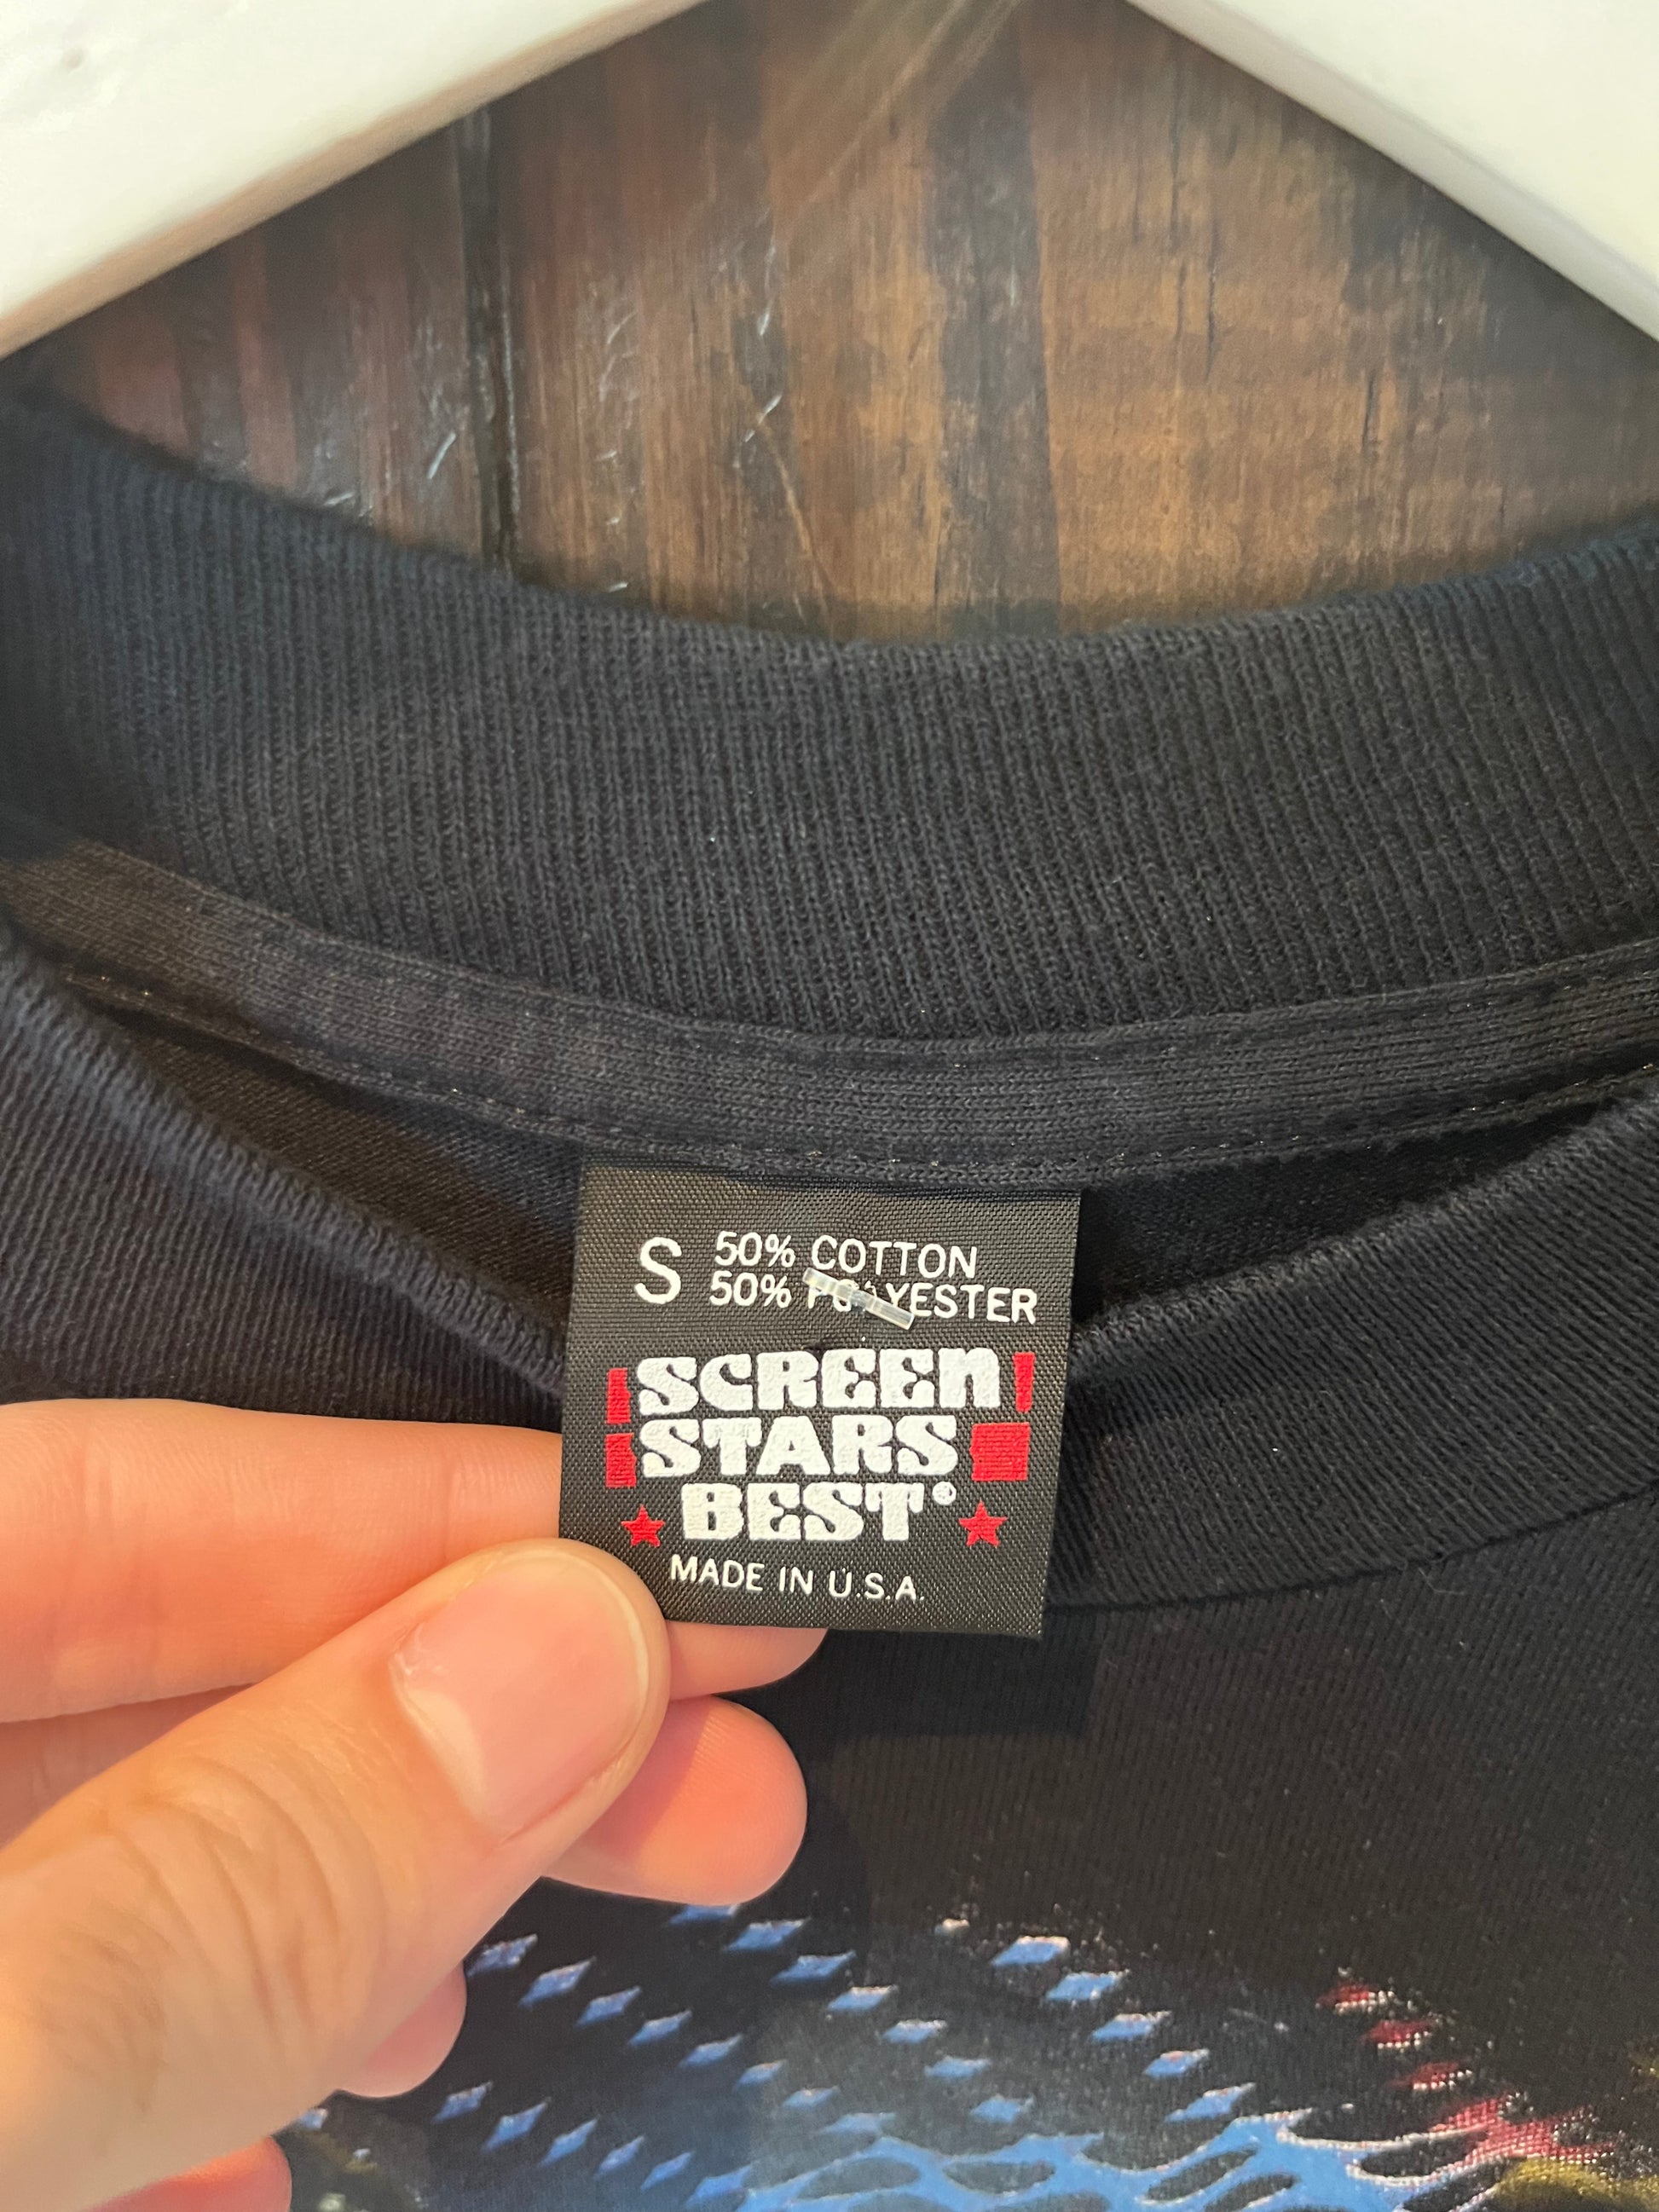 S 50% COTTON
50% POLYESTER
SCREEN
STARS
BEST®
MADE IN U.S.A.